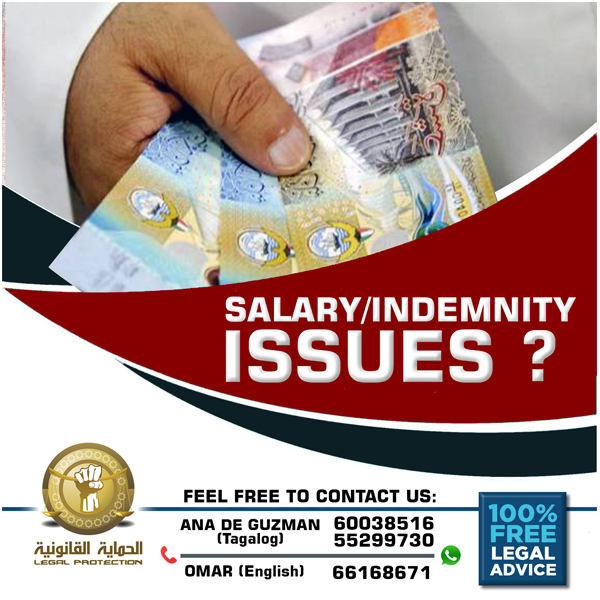 SALARY/INDEMNITY
ISSUES ?
FEEL FREE TO CONTACT US:
ANA DE GUZMAN 60038516
(Tagalog) 55299730
OMAR (English) 66168671
الحماية القانونية
LEGAL PROTECTION
100%
FREE
LEGAL
ADVICE